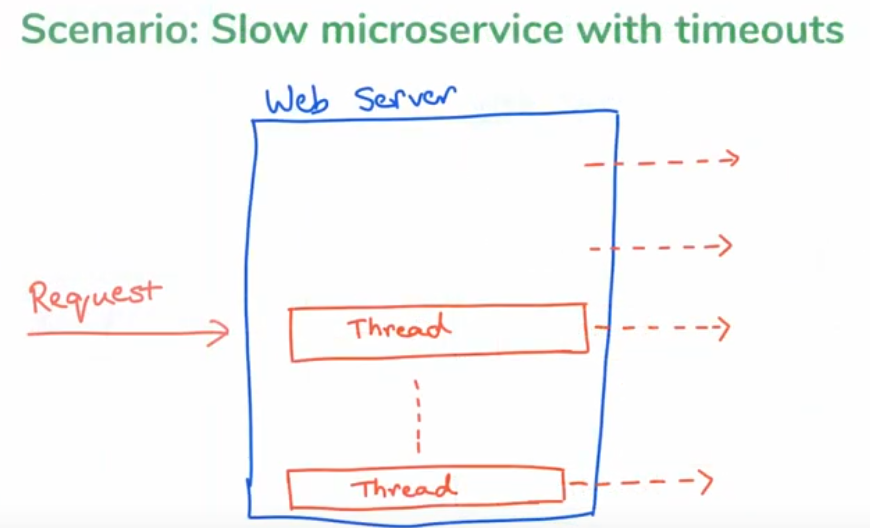 Scenario: Slow microservice with timeouts
Web Server
Request
Thread
Thread